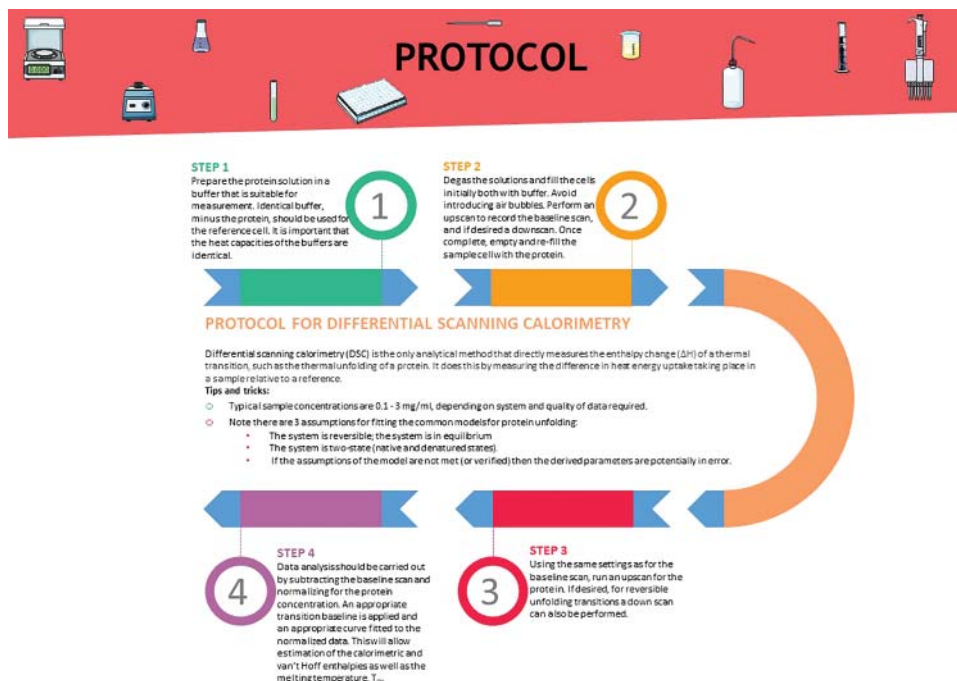 PROTOCOL
STEP 1
Prepare the protein solution in a
buffer that is suitable for
measurement. Identical buffer,
minus the protein, should be used for
the reference cell. It is important that
the heat capacities of the buffers are
identical.
1
STEP 2
Degas the solutions and fill the cells
initially both with buffer. Avoid
introducing air bubbles. Perform an
upscan to record the baseline scan,
and if desired a downscan. Once
complete, empty and re-fill the
sample cell with the protein.
2
PROTOCOL FOR DIFFERENTIAL SCANNING CALORIMETRY
Differential scanning calorimetry (DSC) is the only analytical method that directly measures the enthalpy change (ΔH) of a thermal
transition, such as the thermal unfolding of a protein. It does this by measuring the difference in heat energy uptake taking place in
a sample relative to a reference.
Tips and tricks:
Typical sample concentrations are 0.1 - 3 mg/ml, depending on system and quality of data required.
Note there are 3 assumptions for fitting the common models for protein unfolding:
The system is reversible; the system is in equilibrium
The system is two-state (native and denatured states).
If the assumptions of the model are not met (or verified) then the derived parameters are potentially in error.
STEP 3
Using the same settings as for the
baseline scan, run an upscan for the
protein. If desired, for reversible
unfolding transitions a down scan
can also be performed.
3
STEP 4
Data analysis should be carried out
by subtracting the baseline scan and
normalizing for the protein
concentration. An appropriate
transition baseline is applied and
an appropriate curve fitted to the
normalized data. This will allow
estimation of the calorimetric and
van't Hoff enthalpies as well as the
melting temperature, T
4